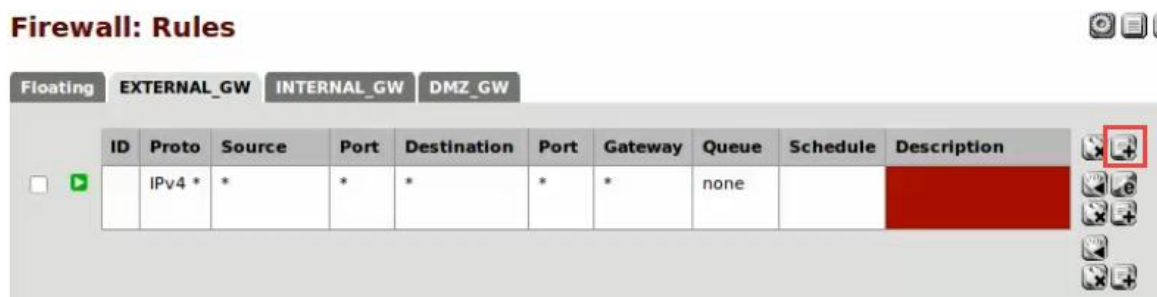 Firewall: Rules
Floating EXTERNAL_GW INTERNAL_GW DMZ_GW
ID Proto Source Port Destination Port Gateway Queue Schedule Description
IPv4 * * * * * * none